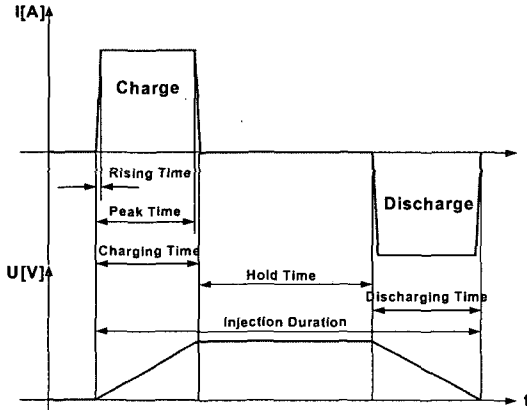 I[A]
Charge
Rising Time
Peak Time
Discharge
Charging Time
U[V]
Hold Time
Discharging Time
Injection Duration
t